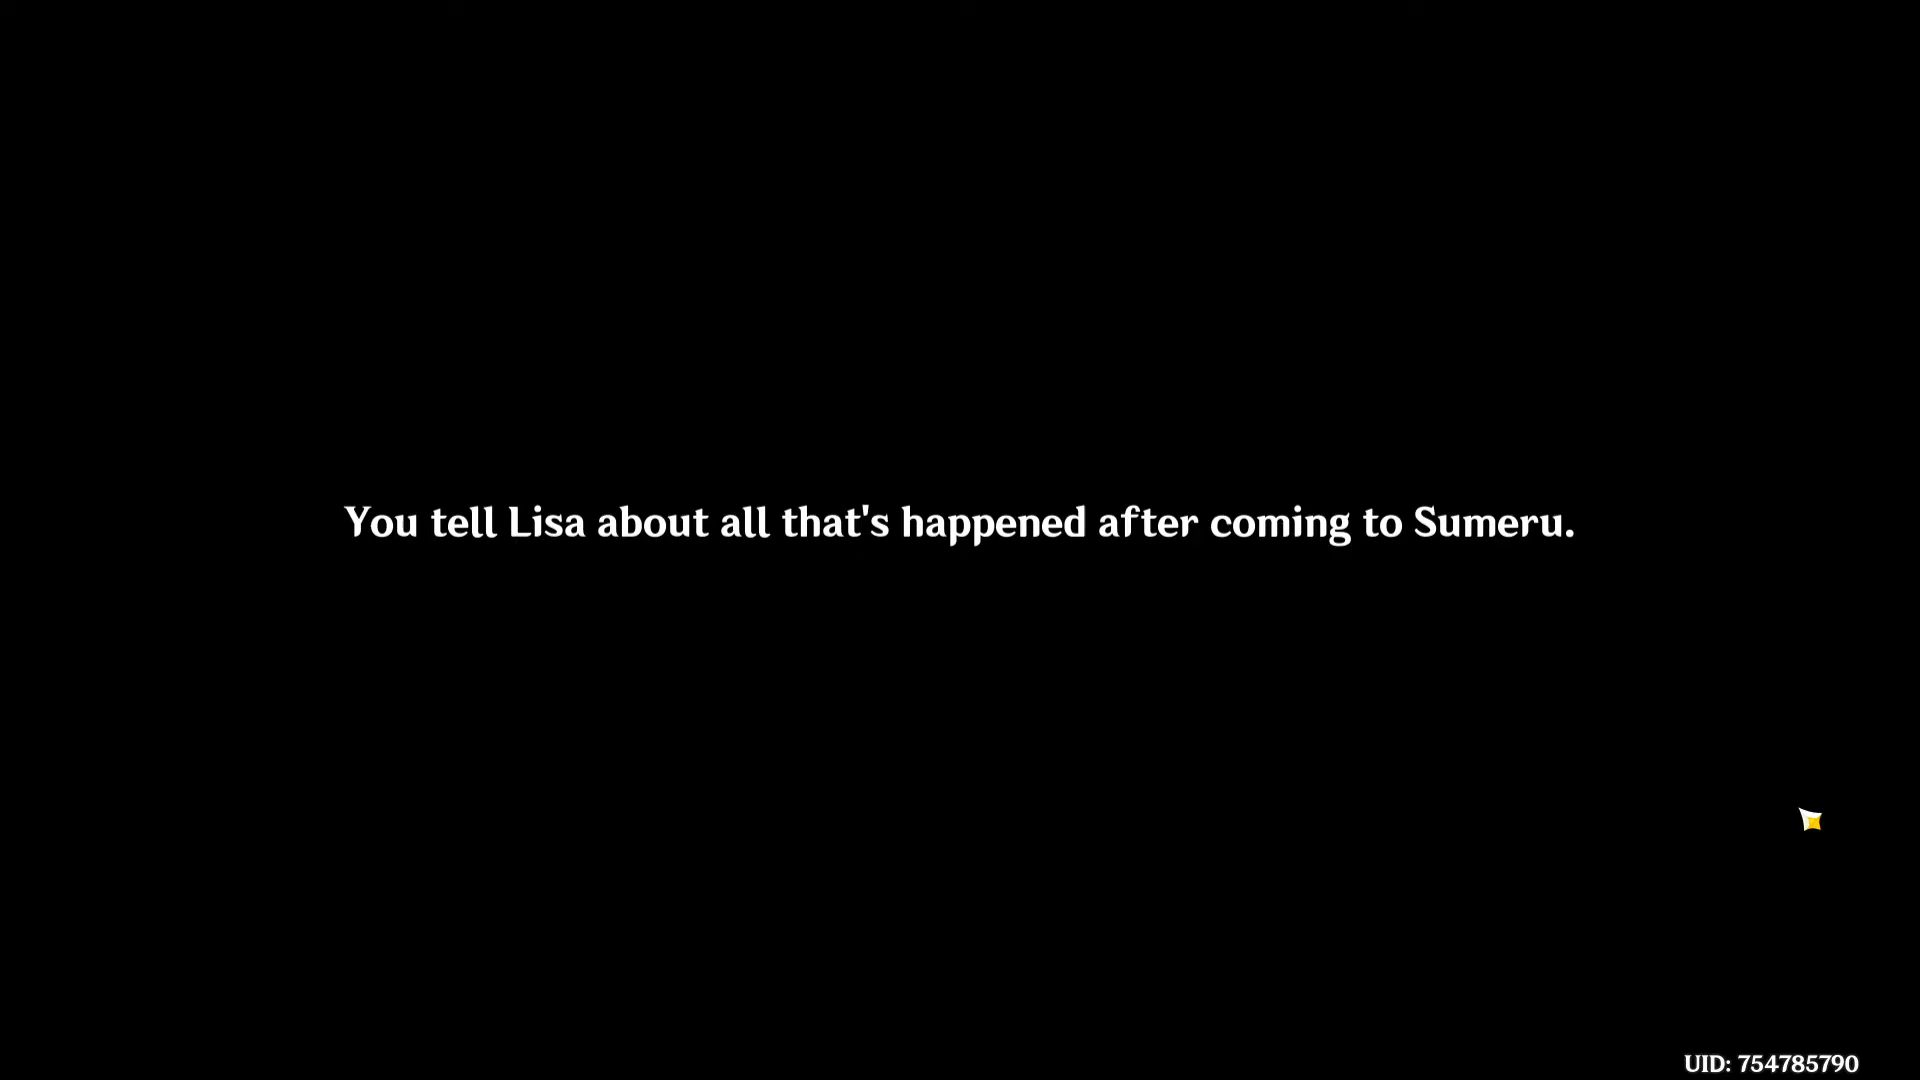 You tell Lisa about all that's happened after coming to Sumeru.
UID: 754785790